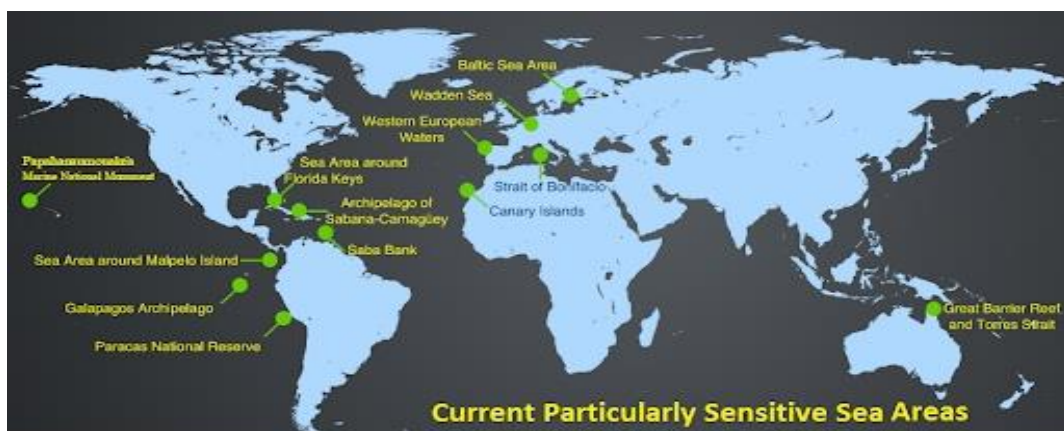 Baltic Sea Area
Wadden Sea
Western European
Waters
Marine National Monument
Sea Area around
Florida Keys
Strait of Bonifacio
Archipelago of
Sabana-Camagüey
Canary Islands
Saba Bank
Sea Area around Malpelo Island
Galapagos Archipelago
Great Barrier Reef
and Torres Strait
Paracas National Reserve
Current Particularly Sensitive Sea Areas